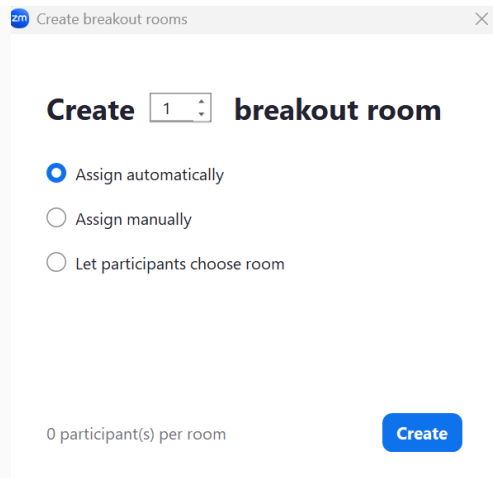 zm Create breakout rooms
Create 1 breakout room
Assign automatically
Assign manually
Let participants choose room
0 participant(s) per room
Create